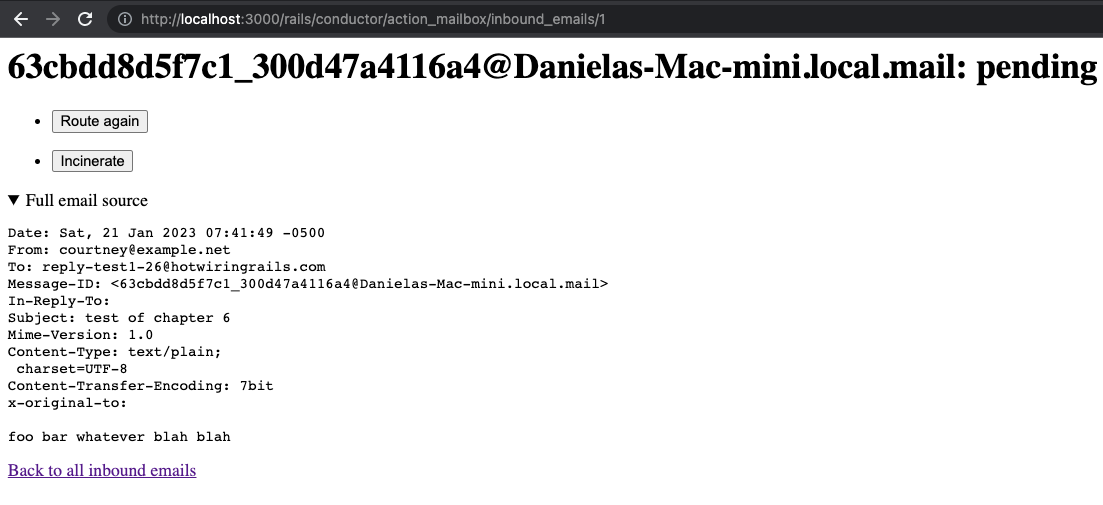 http://localhost:3000/rails/conductor/action_mailbox/inbound_emails/1
63cbdd8d5f7c1_300d47a4116a4@Danielas-Mac-mini.local.mail: pending
Route again
Incinerate
Full email source
Date: Sat, 21 Jan 2023 07:41:49 -0500
From: courtney@example.net
To: reply-test1-26@hotwiringrails.com
Message-ID: <63cbdd8d5f7c1_300d47a4116a4@Danielas-Mac-mini.local.mail>
In-Reply-To:
Subject: test of chapter 6
Mime-Version: 1.0
Content-Type: text/plain;
 charset=UTF-8
Content-Transfer-Encoding: 7bit
x-original-to:
foo bar whatever blah blah
Back to all inbound emails